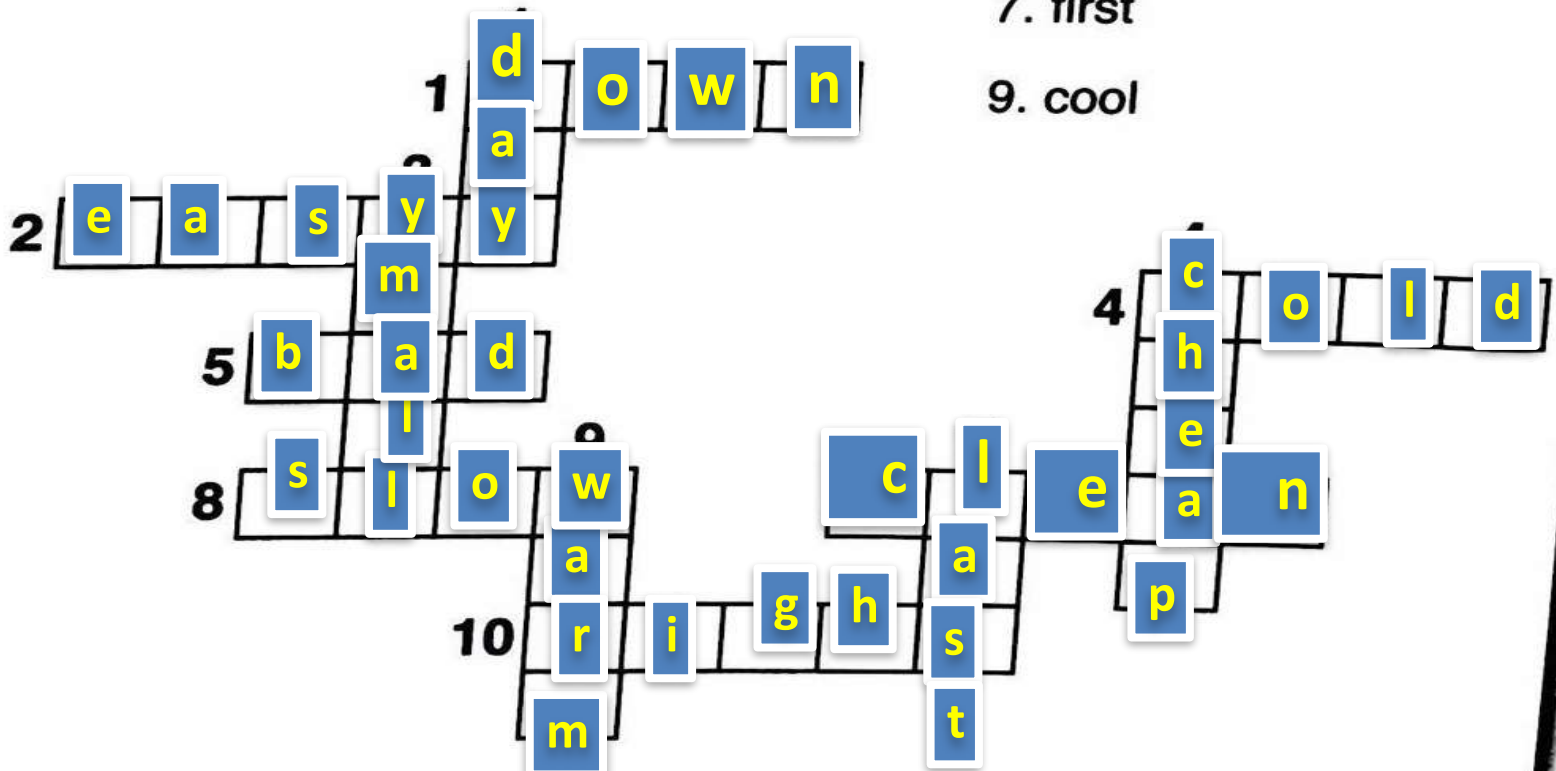 7. first
1 d o w n
9. cool
a
2 e a s y y
m
c
4 o l d
5 b a d
h
l
e
8 s l o w
c l e a n
a
a
p
10 r i g h s
m
t